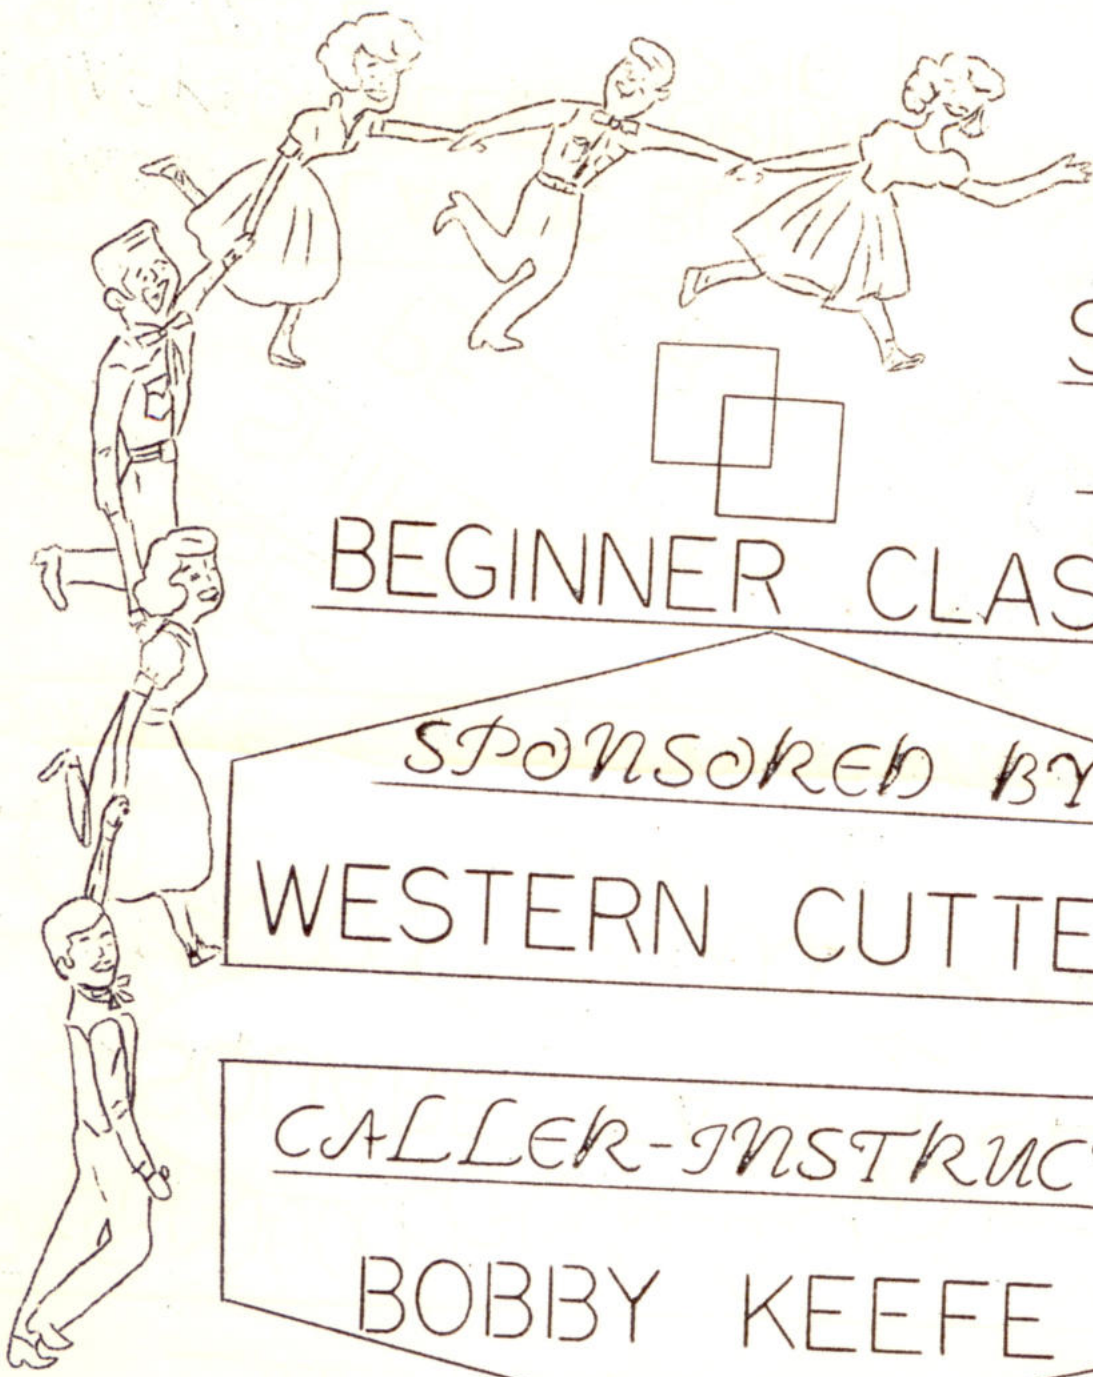 S
BEGINNER CLAS
SPONSORED BY
WESTERN CUTTE
CALLER-INSTRUC
BOBBY KEEFE